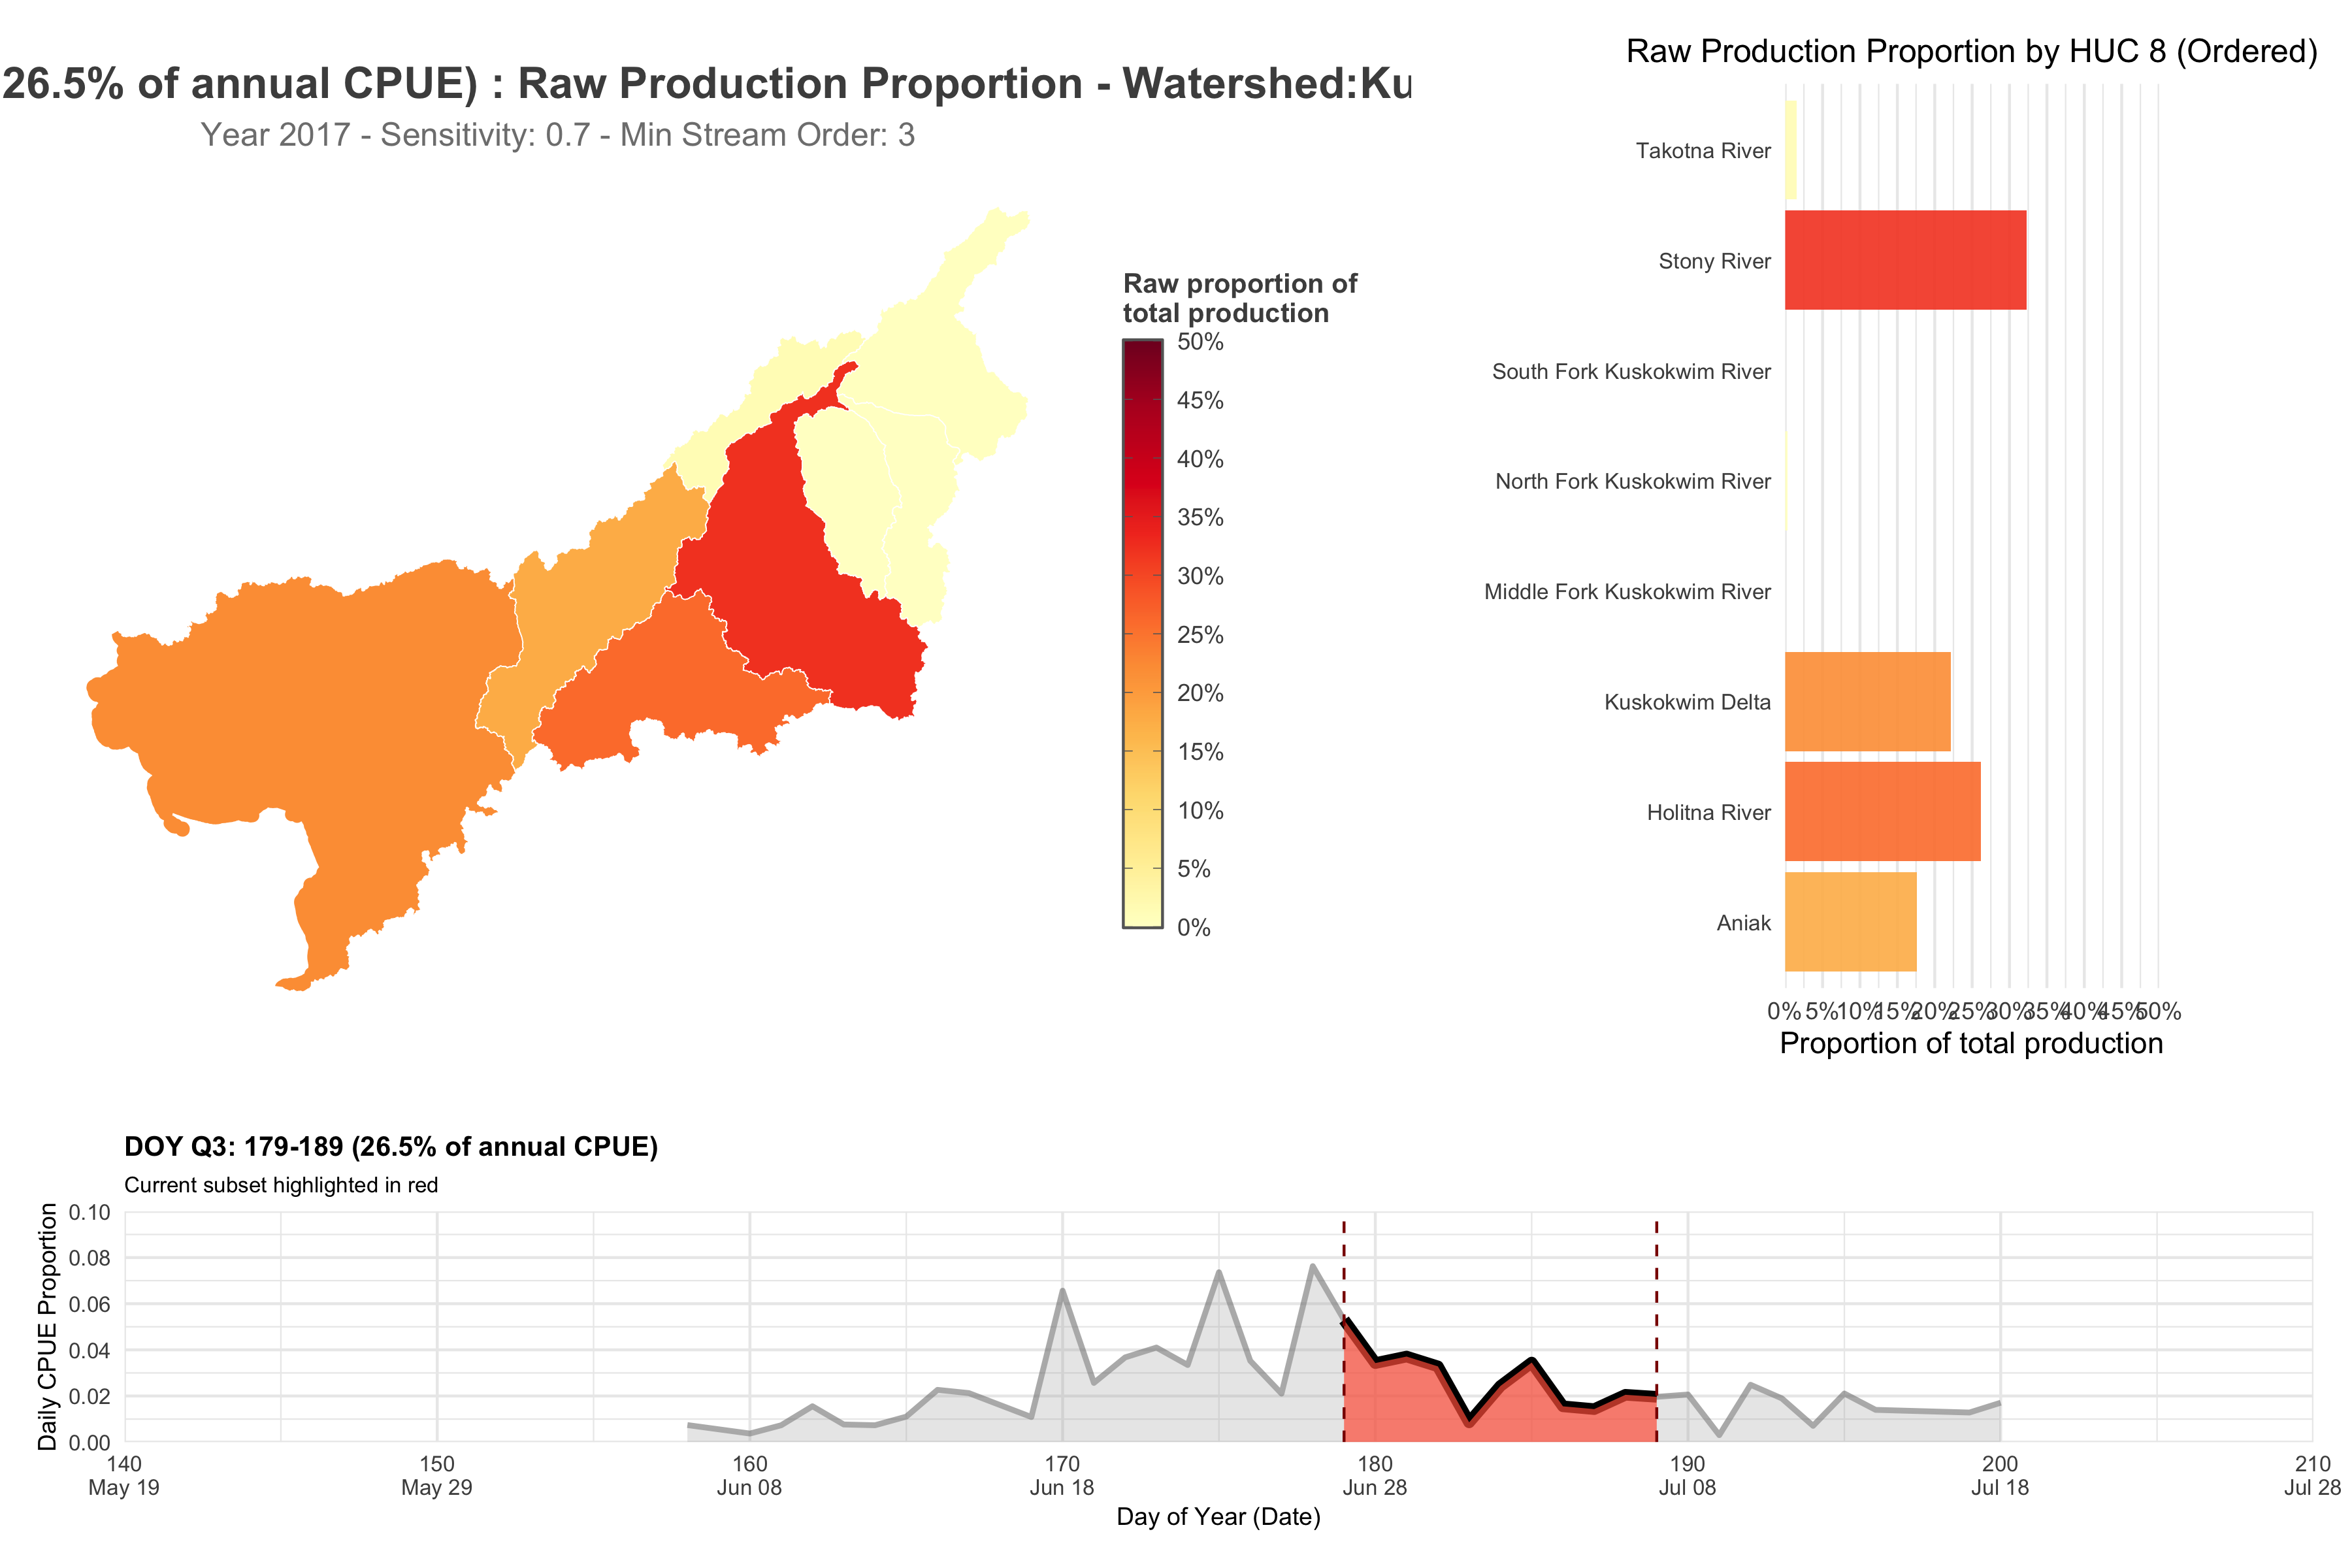 26.5% of annual CPUE) : Raw Production Proportion - Watershed:Ku
Year 2017 - Sensitivity: 0.7 - Min Stream Order: 3
Raw proportion of
total production
50%
45%
40%
35%
30%
25%
20%
15%
10%
5%
0%
Raw Production Proportion by HUC 8 (Ordered)
Takotna River
Stony River
South Fork Kuskokwim River
North Fork Kuskokwim River
Middle Fork Kuskokwim River
Kuskokwim Delta
Holitna River
Aniak
0% 5% 10% 15% 20% 25% 30% 35% 40% 45% 50%
Proportion of total production
DOY Q3: 179-189 (26.5% of annual CPUE)
Current subset highlighted in red
Daily CPUE Proportion
0.10
0.08
0.06
0.04
0.02
0.00
140 150 160 170 180 190 200 210
May 19 May 29 Jun 08 Jun 18 Jun 28 Jul 08 Jul 18 Jul 28
Day of Year (Date)